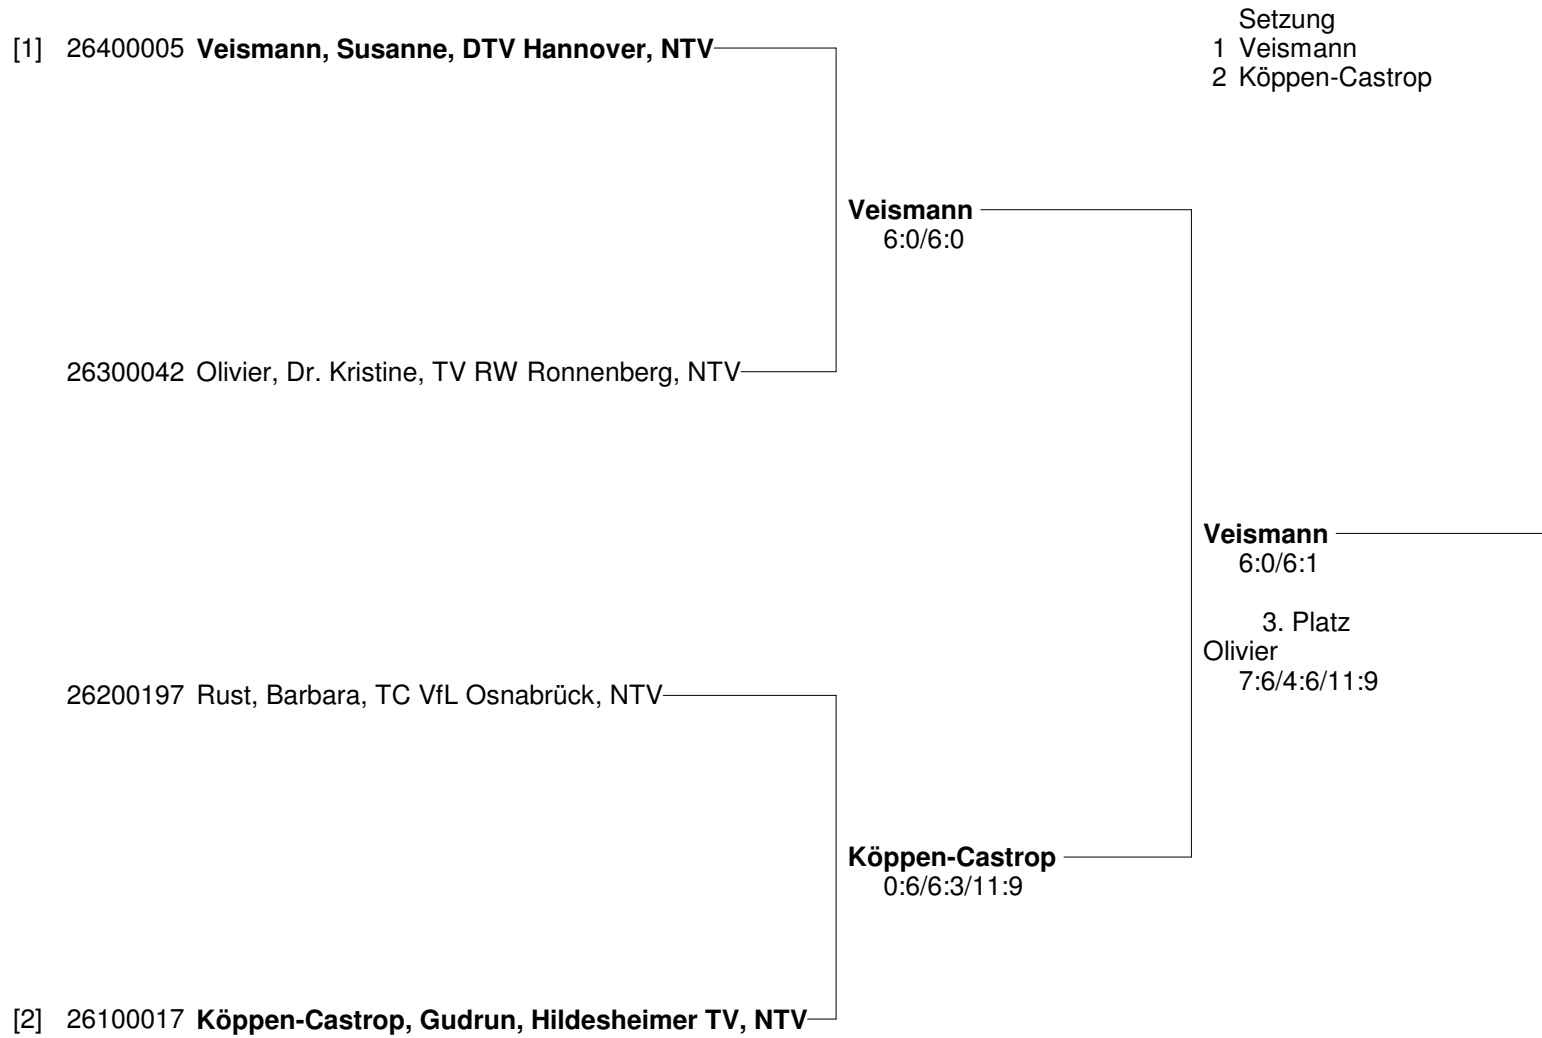 Setzung
[1] 26400005 Veismann, Susanne, DTV Hannover, NTV
1 Veismann
2 Köppen-Castrop
Veismann
6:0/6:0
26300042 Olivier, Dr. Kristine, TV RW Ronnenberg, NTV
Veismann
6:0/6:1
3. Platz
Olivier
7:6/4:6/11:9
26200197 Rust, Barbara, TC VfL Osnabrück, NTV
Köppen-Castrop
0:6/6:3/11:9
[2] 26100017 Köppen-Castrop, Gudrun, Hildesheimer TV, NTV